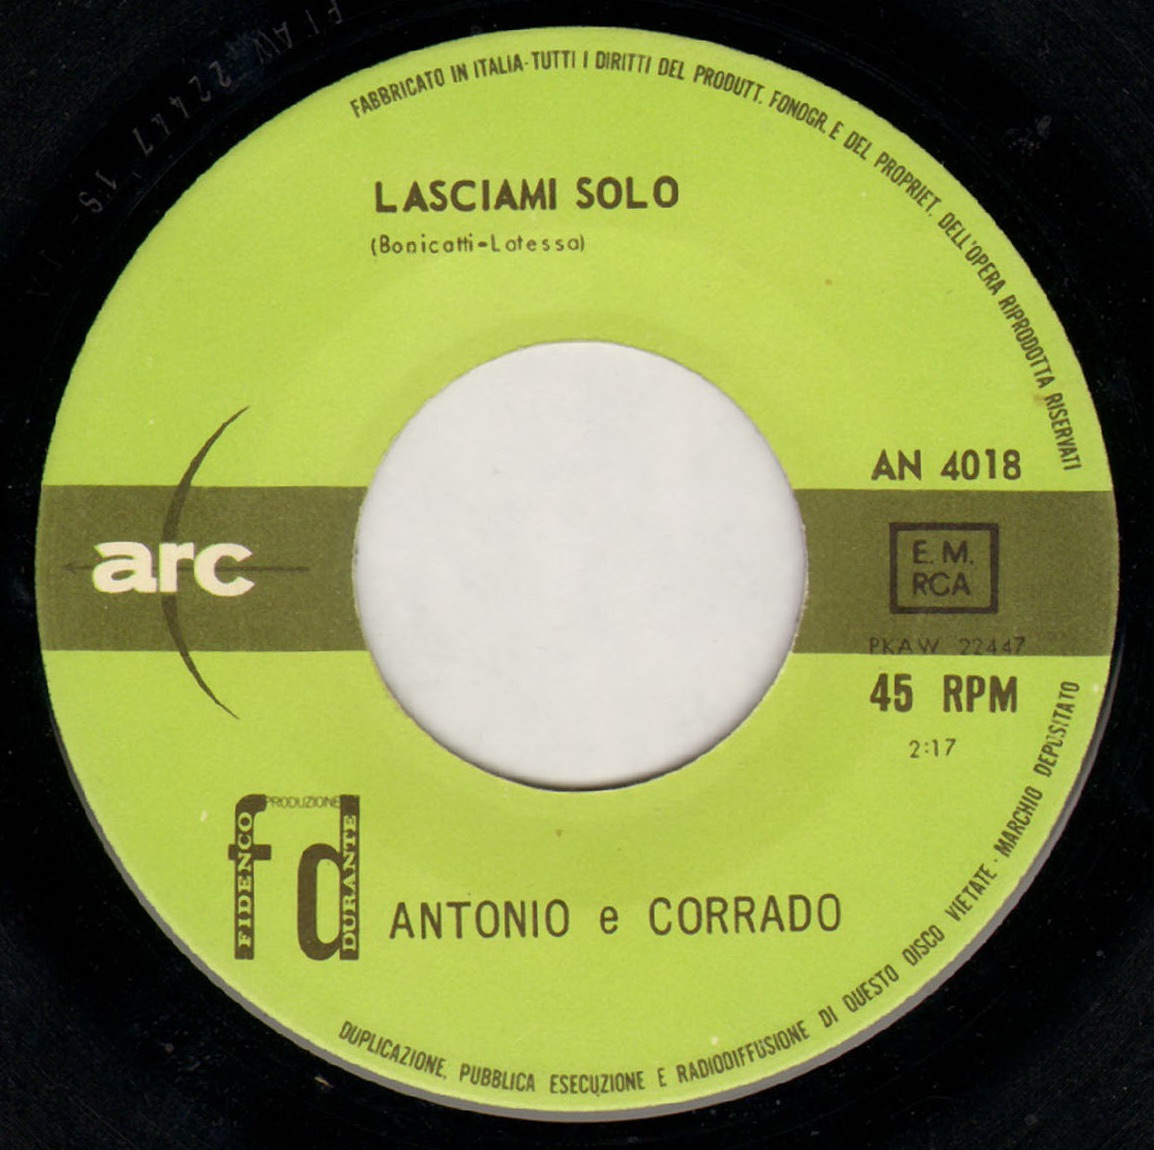 FABBRICATO IN ITALIA-TUTTI I DIRITTI DEL PRODUTT. FONOGR. E DEL PROPRIET. DELL'OPERA RIPRODOTTA RISERVATI
LASCIAMI SOLO
(Bonicatti-Latessa)
AN 4018
arc
E. M.
RCA
PKAW 22447
45 RPM
2:17
PRODUZIONE
fd
FIDENCO
DURANTE
ANTONIO e CORRADO
DUPLICAZIONE, PUBBLICA ESECUZIONE E RADIODIFFUSIONE DI QUESTO DISCO VIETATE · MARCHIO DEPOSITATO